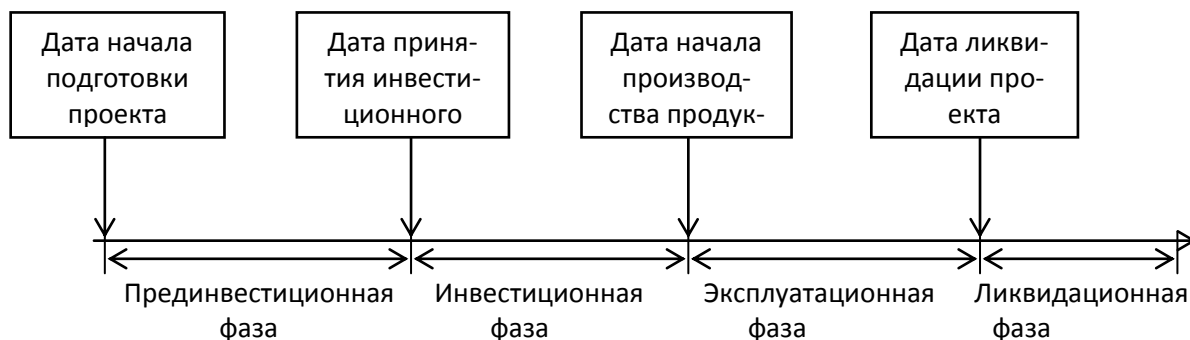 Дата начала
подготовки
проекта
Дата приня-
тия инвести-
ционного
Дата начала
производ-
ства продук-
Дата ликви-
дации про-
екта
Прединвестиционная
фаза
Инвестиционная
фаза
Эксплуатационная
фаза
Ликвидационная
фаза